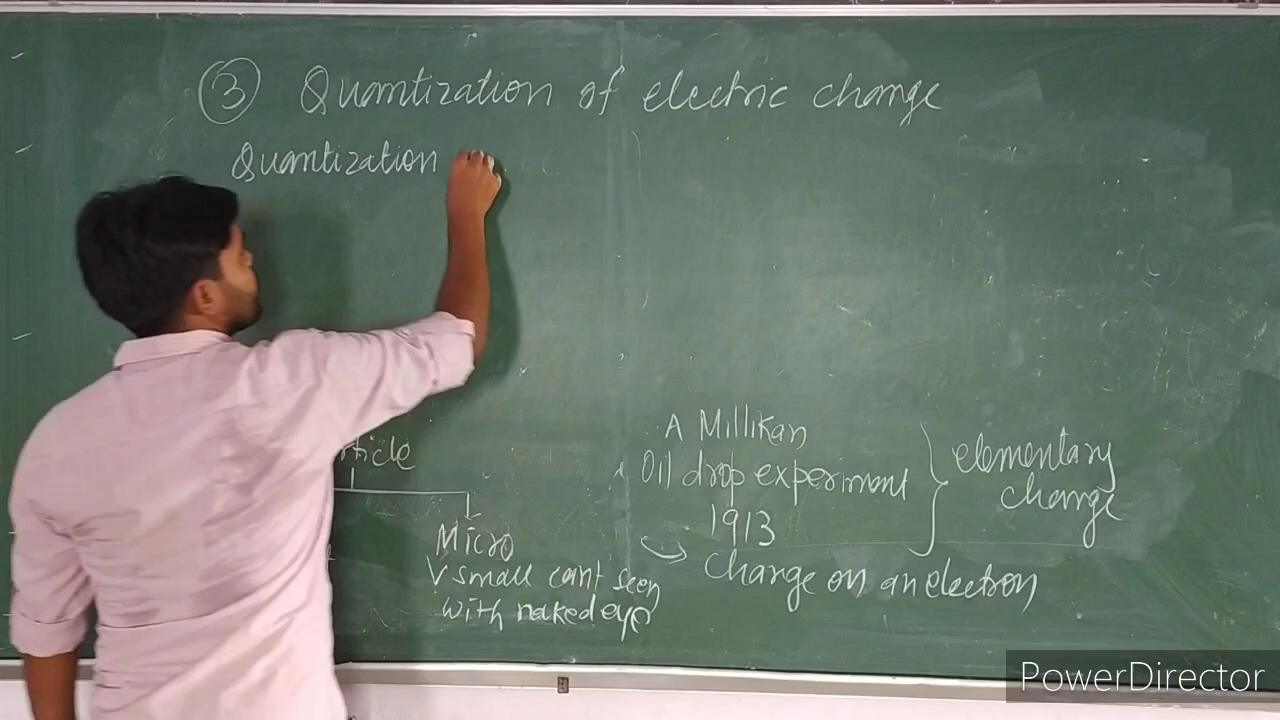 ③ Quantization of electric charge
Quantization
Micro
V small cant seen
with naked eye
A Millikan
Oil drop experiment
1913
Charge on an electron
elementary
charge
PowerDirector